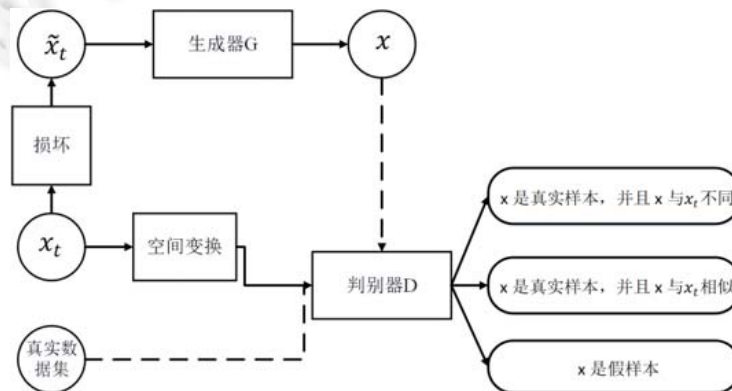 x̃ₜ
生成器G
x
损坏
x 是真实样本，并且 x 与xₜ不同
xₜ
空间变换
判别器D
x 是真实样本，并且 x 与xₜ相似
真实数
据集
x 是假样本